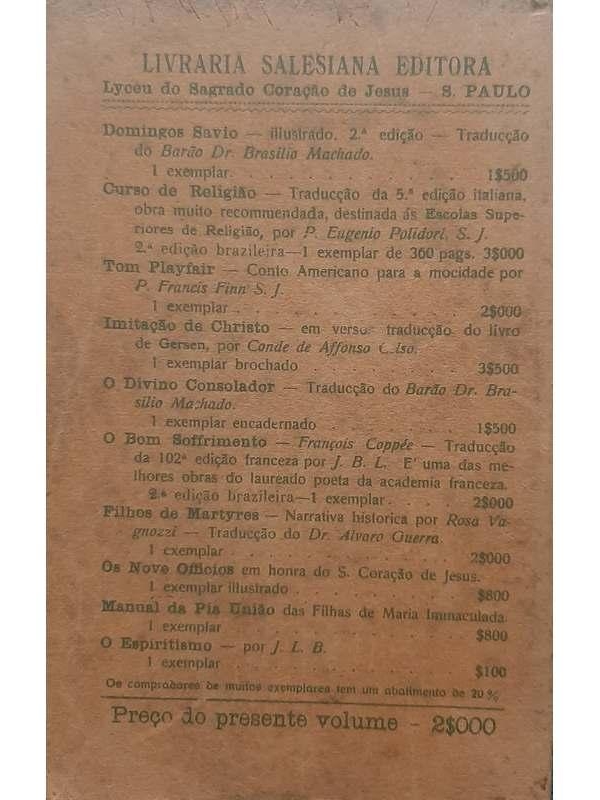 LIVRARIA SALESIANA EDITORA
Lyceu do Sagrado Coração de Jesus — S. PAULO
Domingos Savio — illustrado. 2.ª edição — Traducção
do Barão Dr. Brasilio Machado.
1 exemplar. . . . . . . . . . 1$500
Curso de Religião — Traducção da 5.ª edição italiana,
obra muito recommendada, destinada ás Escolas Supe-
riores de Religião, por P. Eugenio Polidori, S. J.
2.ª edição brazileira—1 exemplar de 360 pags. 3$000
Tom Playfair — Conto Americano para a mocidade por
P. Francis Finn S. J.
1 exemplar . . . . . . . . . . 2$000
Imitação de Christo — em verso traducção do livro
de Gersen, por Conde de Affonso Celso.
1 exemplar brochado . . . . . . . 3$500
O Divino Consolador — Traducção do Barão Dr. Bra-
silio Machado.
1 exemplar encadernado . . . . . . 1$500
O Bom Soffrimento — François Coppée — Traducção
da 102ª edição franceza por J. B. L. E' uma das me-
lhores obras do laureado poeta da academia franceza.
2.ª edição brazileira—1 exemplar . . . 2$000
Filhos de Martyres — Narrativa historica por Rosa Va-
gnozzi — Traducção do Dr. Alvaro Guerra.
1 exemplar . . . . . . . . . . 2$000
Os Nove Officios em honra do S. Coração de Jesus.
1 exemplar illustrado . . . . . . . $800
Manual da Pia União das Filhas de Maria Immaculada.
1 exemplar . . . . . . . . . . $800
O Espiritismo — por J. L. B.
1 exemplar . . . . . . . . . . $100
Os compradores de muitos exemplares tem um abatimento de 20 %
Preço do presente volume - 2$000